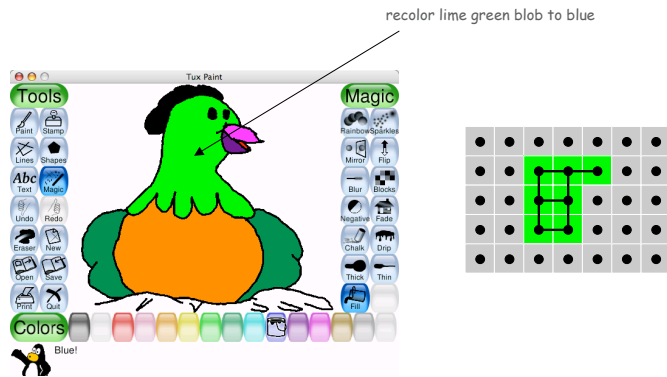 recolor lime green blob to blue
Tux Paint
Tools
Magic
Paint Stamp
Rainbow Sparkles
Lines Shapes
Mirror Flip
Abc
Text Magic
Blur Blocks
Undo Redo
Negative Fade
Eraser New
Chalk
Open Save
Thick Thin
Print Quit
Fill
Colors
Blue!